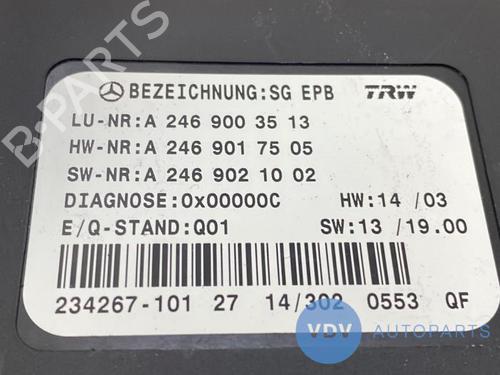 BEZEICHNUNG:SG EPB TRW
LU-NR:A 246 900 35 13
HW-NR:A 246 901 75 05
SW-NR:A 246 902 10 02
DIAGNOSE:0x00000C HW:14 /03
E/Q-STAND:Q01 SW:13 /19.00
234267-101 27 14/302 0553 QF
VDV AUTOPARTS